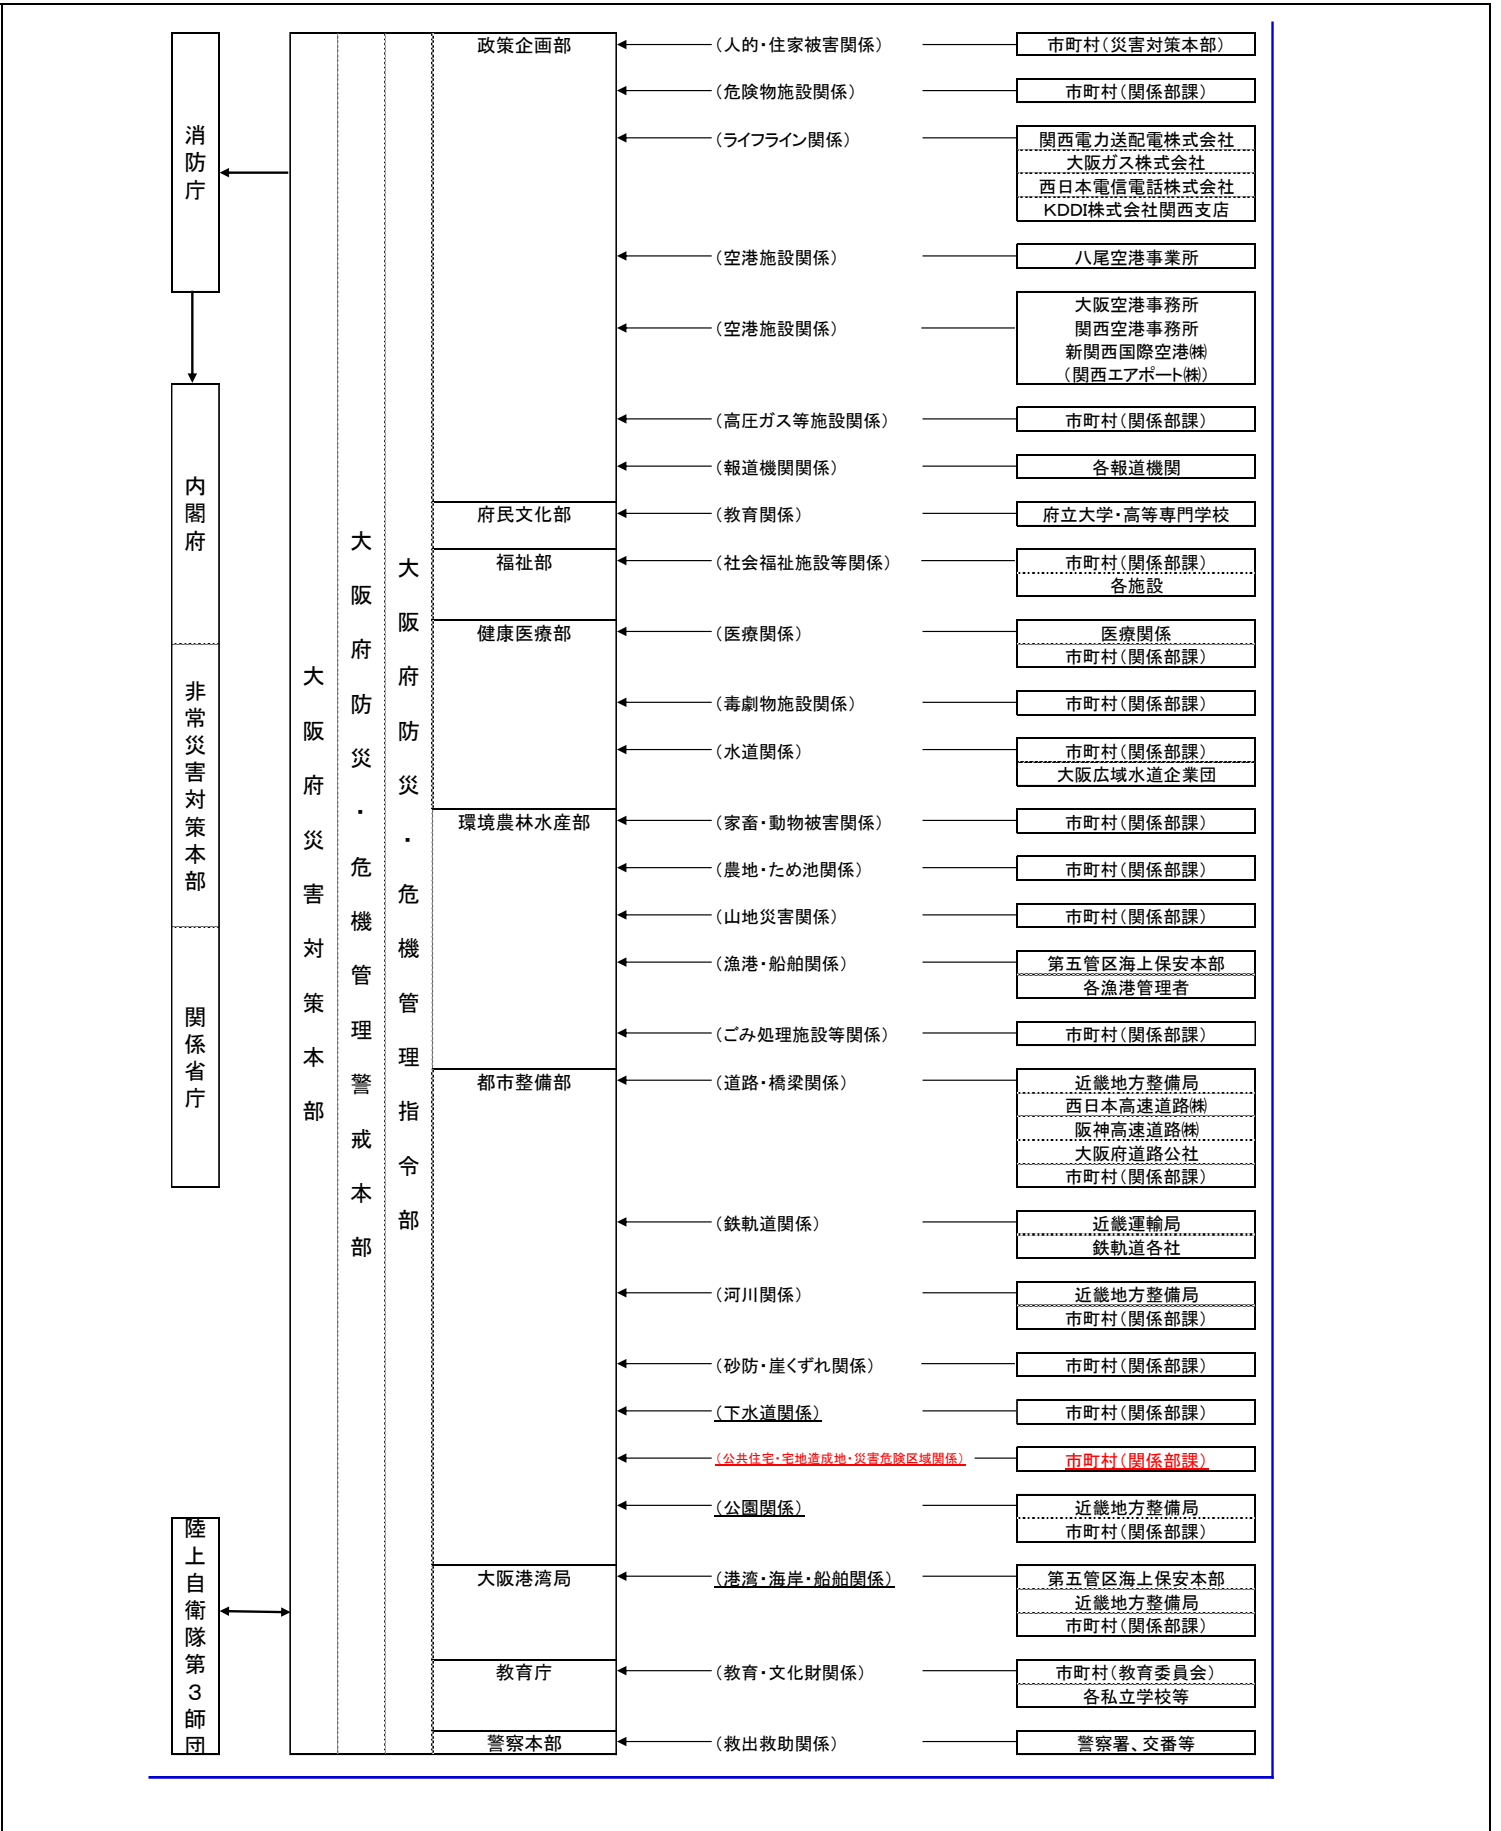 消防庁
内閣府
非常災害対策本部
関係省庁
陸上自衛隊第3師団
大阪府災害対策本部
大阪府防災・危機管理警戒本部
大阪府防災・危機管理指令部
政策企画部
(人的・住家被害関係)
市町村(災害対策本部)
(危険物施設関係)
市町村(関係部課)
(ライフライン関係)
関西電力送配電株式会社
大阪ガス株式会社
西日本電信電話株式会社
KDDI株式会社関西支店
(空港施設関係)
八尾空港事業所
(空港施設関係)
大阪空港事務所
関西空港事務所
新関西国際空港㈱
(関西エアポート㈱)
(高圧ガス等施設関係)
市町村(関係部課)
(報道機関関係)
各報道機関
府民文化部
(教育関係)
府立大学・高等専門学校
福祉部
(社会福祉施設等関係)
市町村(関係部課)
各施設
健康医療部
(医療関係)
医療関係
市町村(関係部課)
(毒劇物施設関係)
市町村(関係部課)
(水道関係)
市町村(関係部課)
大阪広域水道企業団
環境農林水産部
(家畜・動物被害関係)
市町村(関係部課)
(農地・ため池関係)
市町村(関係部課)
(山地災害関係)
市町村(関係部課)
(漁港・船舶関係)
第五管区海上保安本部
各漁港管理者
(ごみ処理施設等関係)
市町村(関係部課)
都市整備部
(道路・橋梁関係)
近畿地方整備局
西日本高速道路㈱
阪神高速道路㈱
大阪府道路公社
市町村(関係部課)
(鉄軌道関係)
近畿運輸局
鉄軌道各社
(河川関係)
近畿地方整備局
市町村(関係部課)
(砂防・崖くずれ関係)
市町村(関係部課)
(下水道関係)
市町村(関係部課)
(公共住宅・宅地造成地・災害危険区域関係)
市町村(関係部課)
(公園関係)
近畿地方整備局
市町村(関係部課)
大阪港湾局
(港湾・海岸・船舶関係)
第五管区海上保安本部
近畿地方整備局
市町村(関係部課)
教育庁
(教育・文化財関係)
市町村(教育委員会)
各私立学校等
警察本部
(救出救助関係)
警察署、交番等